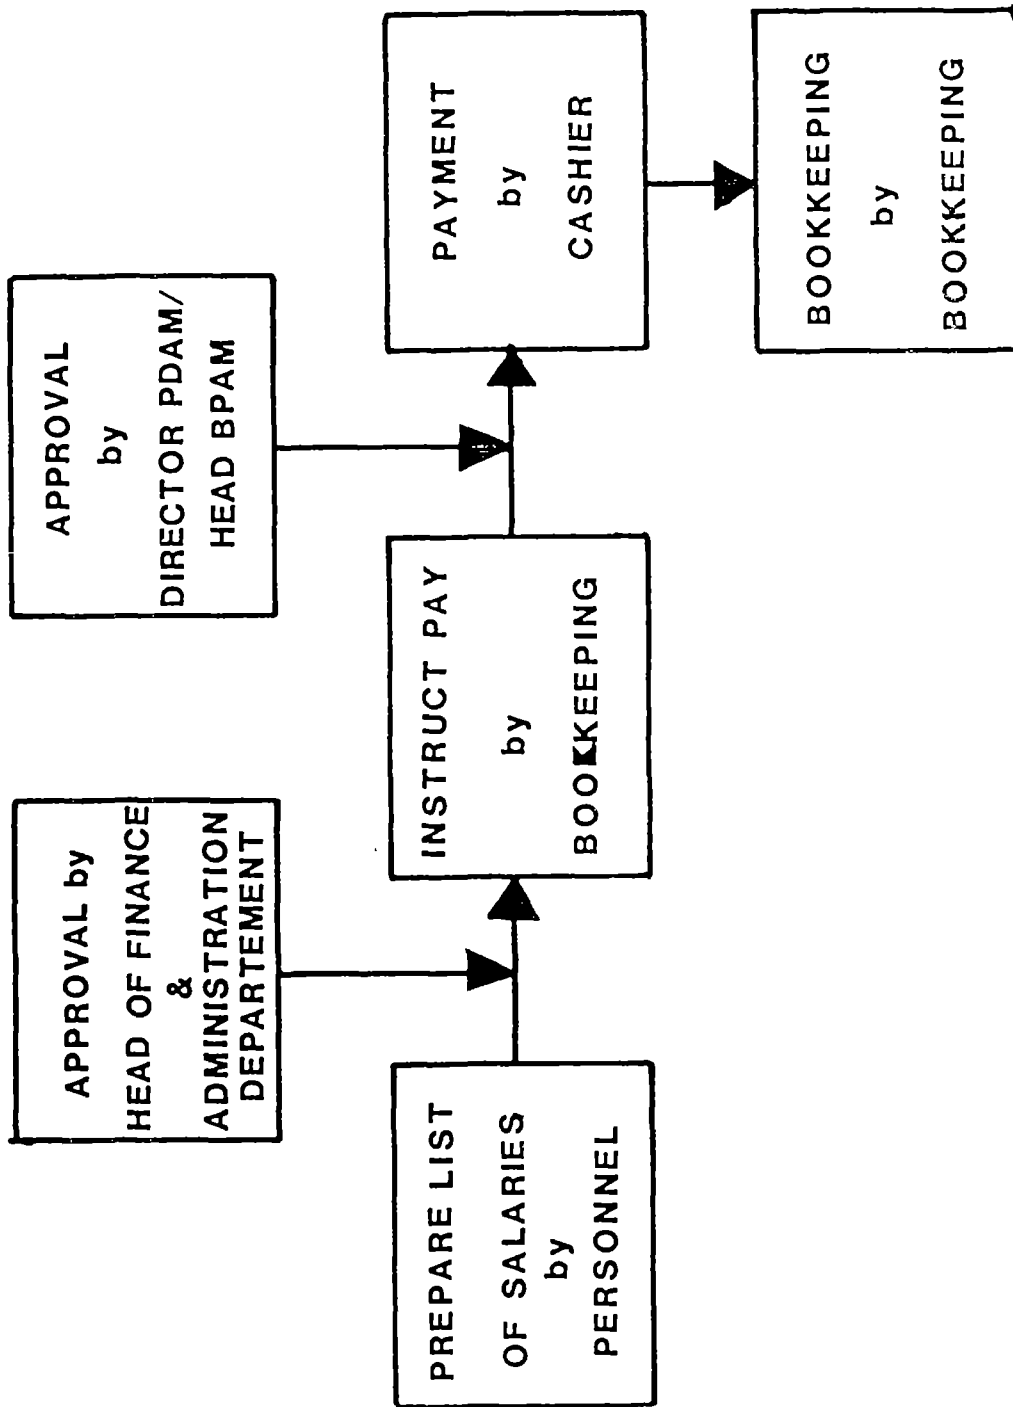 APPROVAL by
HEAD OF FINANCE
&
ADMINISTRATION
DEPARTEMENT
APPROVAL
by
DIRECTOR PDAM/
HEAD BPAM
PREPARE LIST
OF SALARIES
by
PERSONNEL
INSTRUCT PAY
by
BOOKKEEPING
PAYMENT
by
CASHIER
BOOKKEEPING
by
BOOKKEEPING